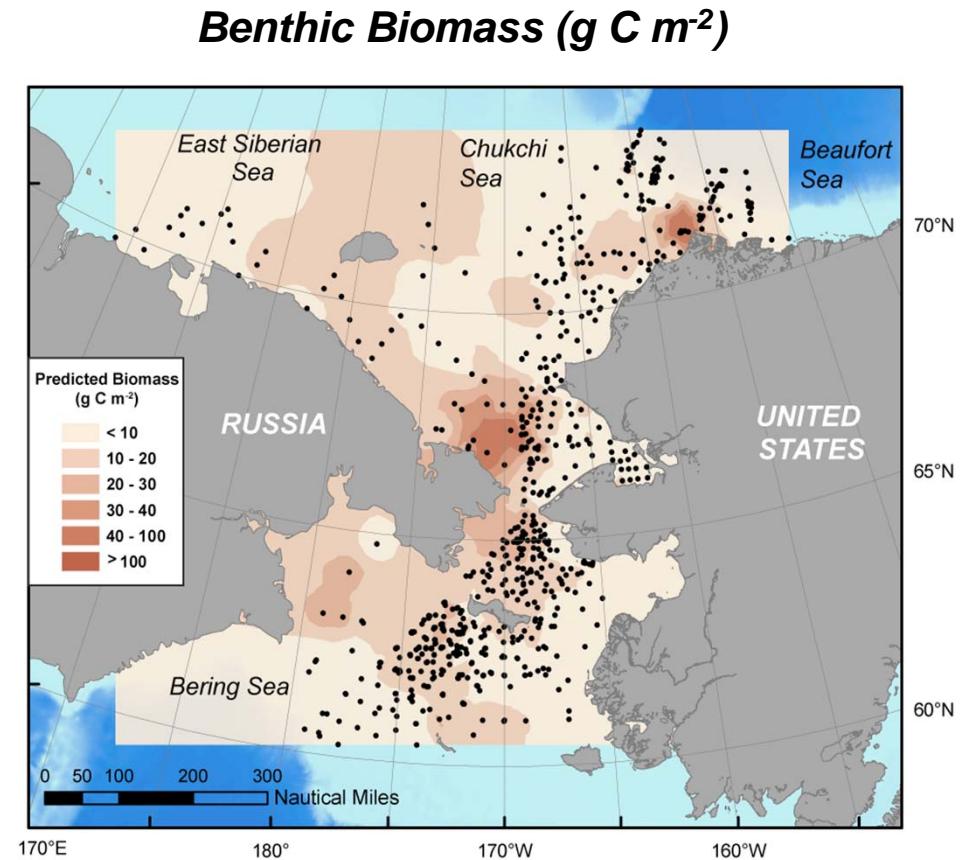 Benthic Biomass (g C m-2)
East Siberian
Sea
Chukchi
Sea
Beaufort
Sea
70°N
Predicted Biomass
(g C m-2)
< 10
10 - 20
20 - 30
30 - 40
40 - 100
> 100
RUSSIA
UNITED
STATES
65°N
Bering Sea
60°N
0 50 100 200 300
Nautical Miles
170°E 180° 170°W 160°W